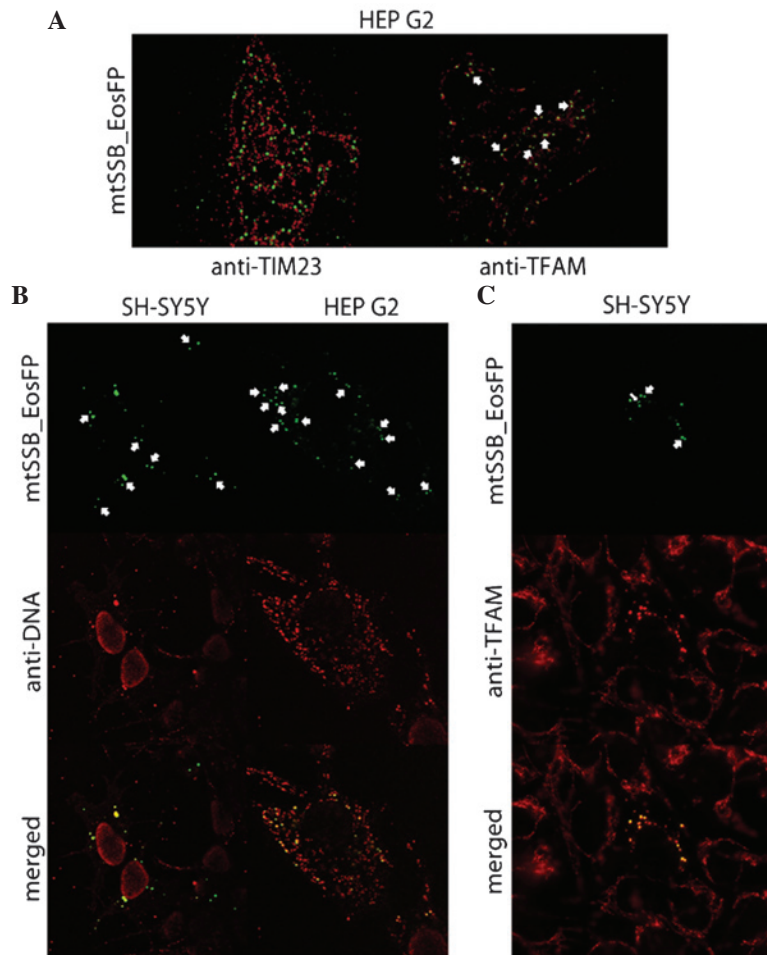 A
HEP G2
mtSSB_EosFP
anti-TIM23
anti-TFAM
B
SH-SY5Y
HEP G2
mtSSB_EosFP
anti-DNA
merged
C
SH-SY5Y
mtSSB_EosFP
anti-TFAM
merged